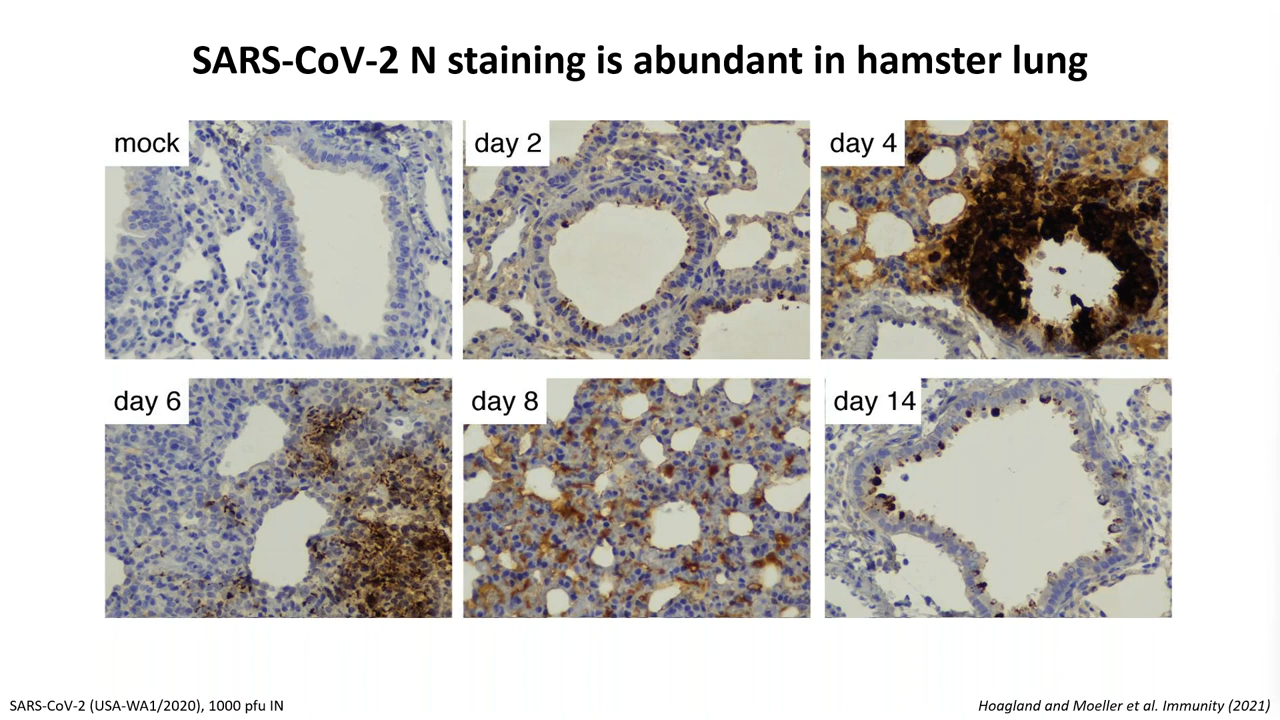 SARS-CoV-2 N staining is abundant in hamster lung
mock
day 2
day 4
day 6
day 8
day 14
SARS-CoV-2 (USA-WA1/2020), 1000 pfu IN
Hoagland and Moeller et al. Immunity (2021)